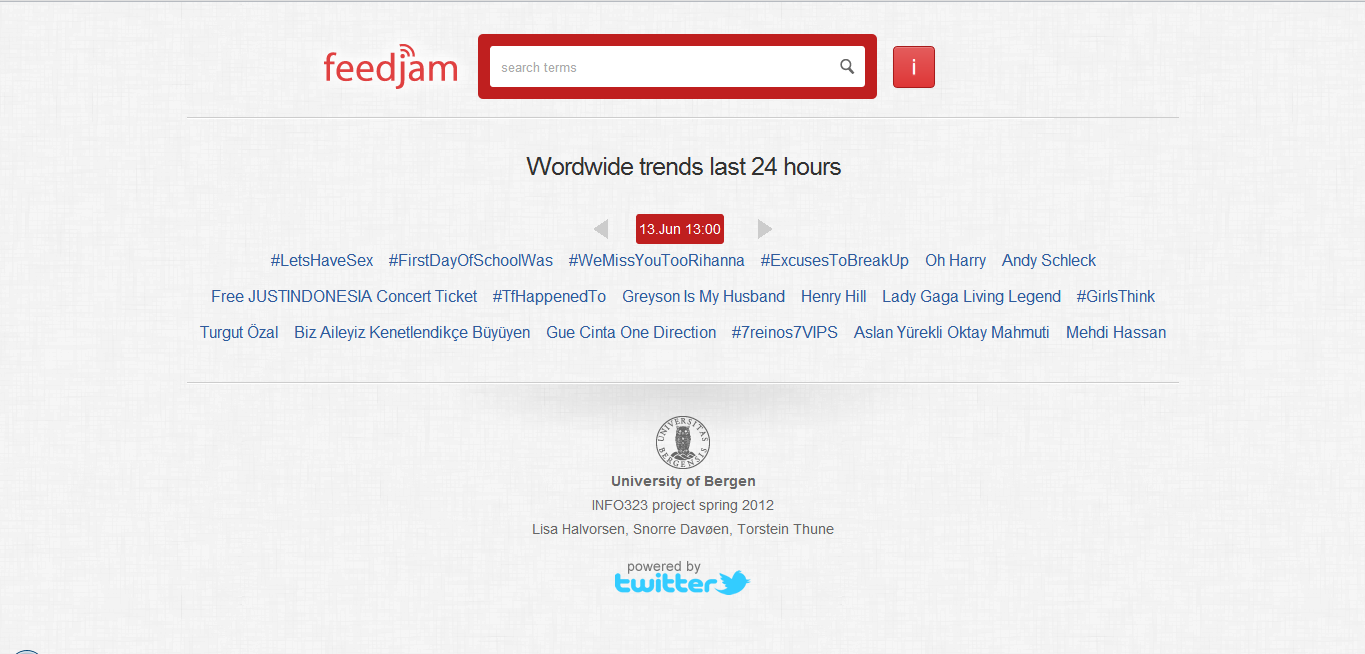 feedjam
search terms
i
Wordwide trends last 24 hours
13.Jun 13:00
#LetsHaveSex #FirstDayOfSchoolWas #WeMissYouTooRihanna #ExcusesToBreakUp Oh Harry Andy Schleck
Free JUSTINDONESIA Concert Ticket #TfHappenedTo Greyson Is My Husband Henry Hill Lady Gaga Living Legend #GirlsThink
Turgut Özal Biz Aileyiz Kenetlendikçe Büyüyen Gue Cinta One Direction #7reinos7VIPS Aslan Yürekli Oktay Mahmuti Mehdi Hassan
UNIVERSITAS BERGENSIS
University of Bergen
INFO323 project spring 2012
Lisa Halvorsen, Snorre Davøen, Torstein Thune
powered by
twitter